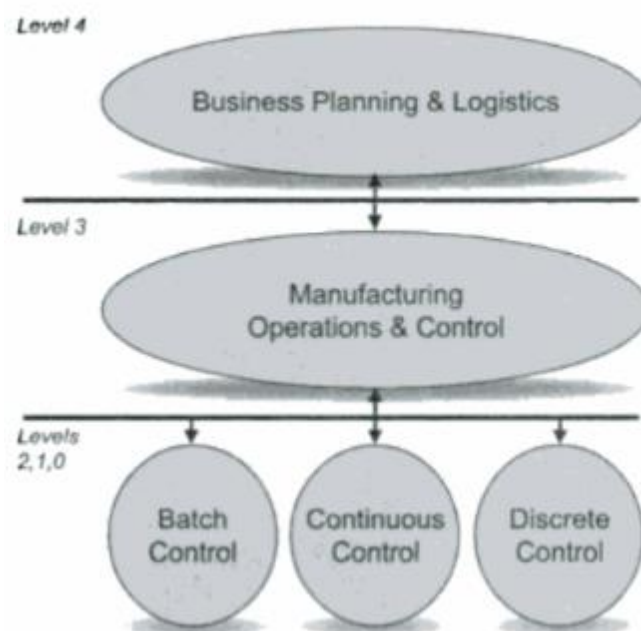 Level 4
Business Planning & Logistics
Level 3
Manufacturing
Operations & Control
Levels
2,1,0
Batch
Control
Continuous
Control
Discrete
Control